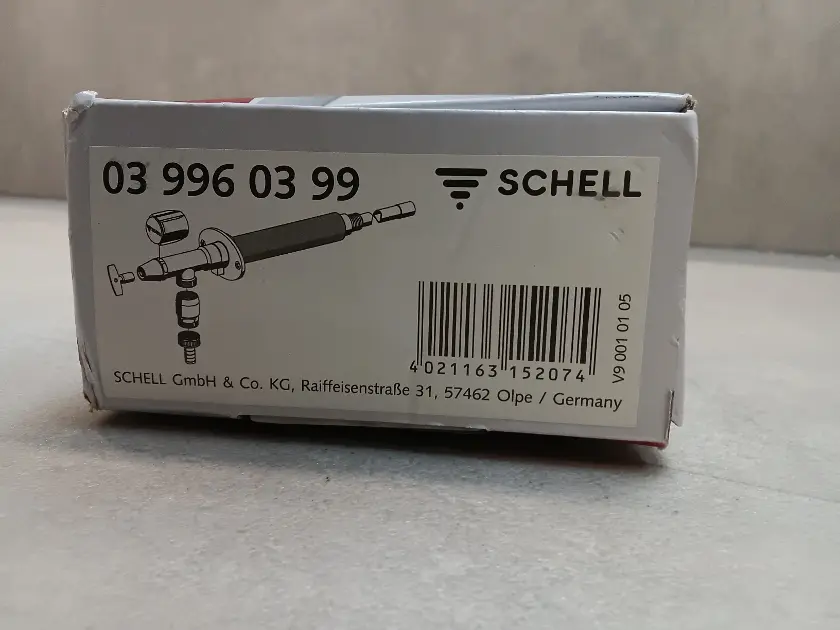 03 996 03 99
SCHELL
4 021163 152074
V9 001 01 05
SCHELL GmbH & Co. KG, Raiffeisenstraße 31, 57462 Olpe / Germany